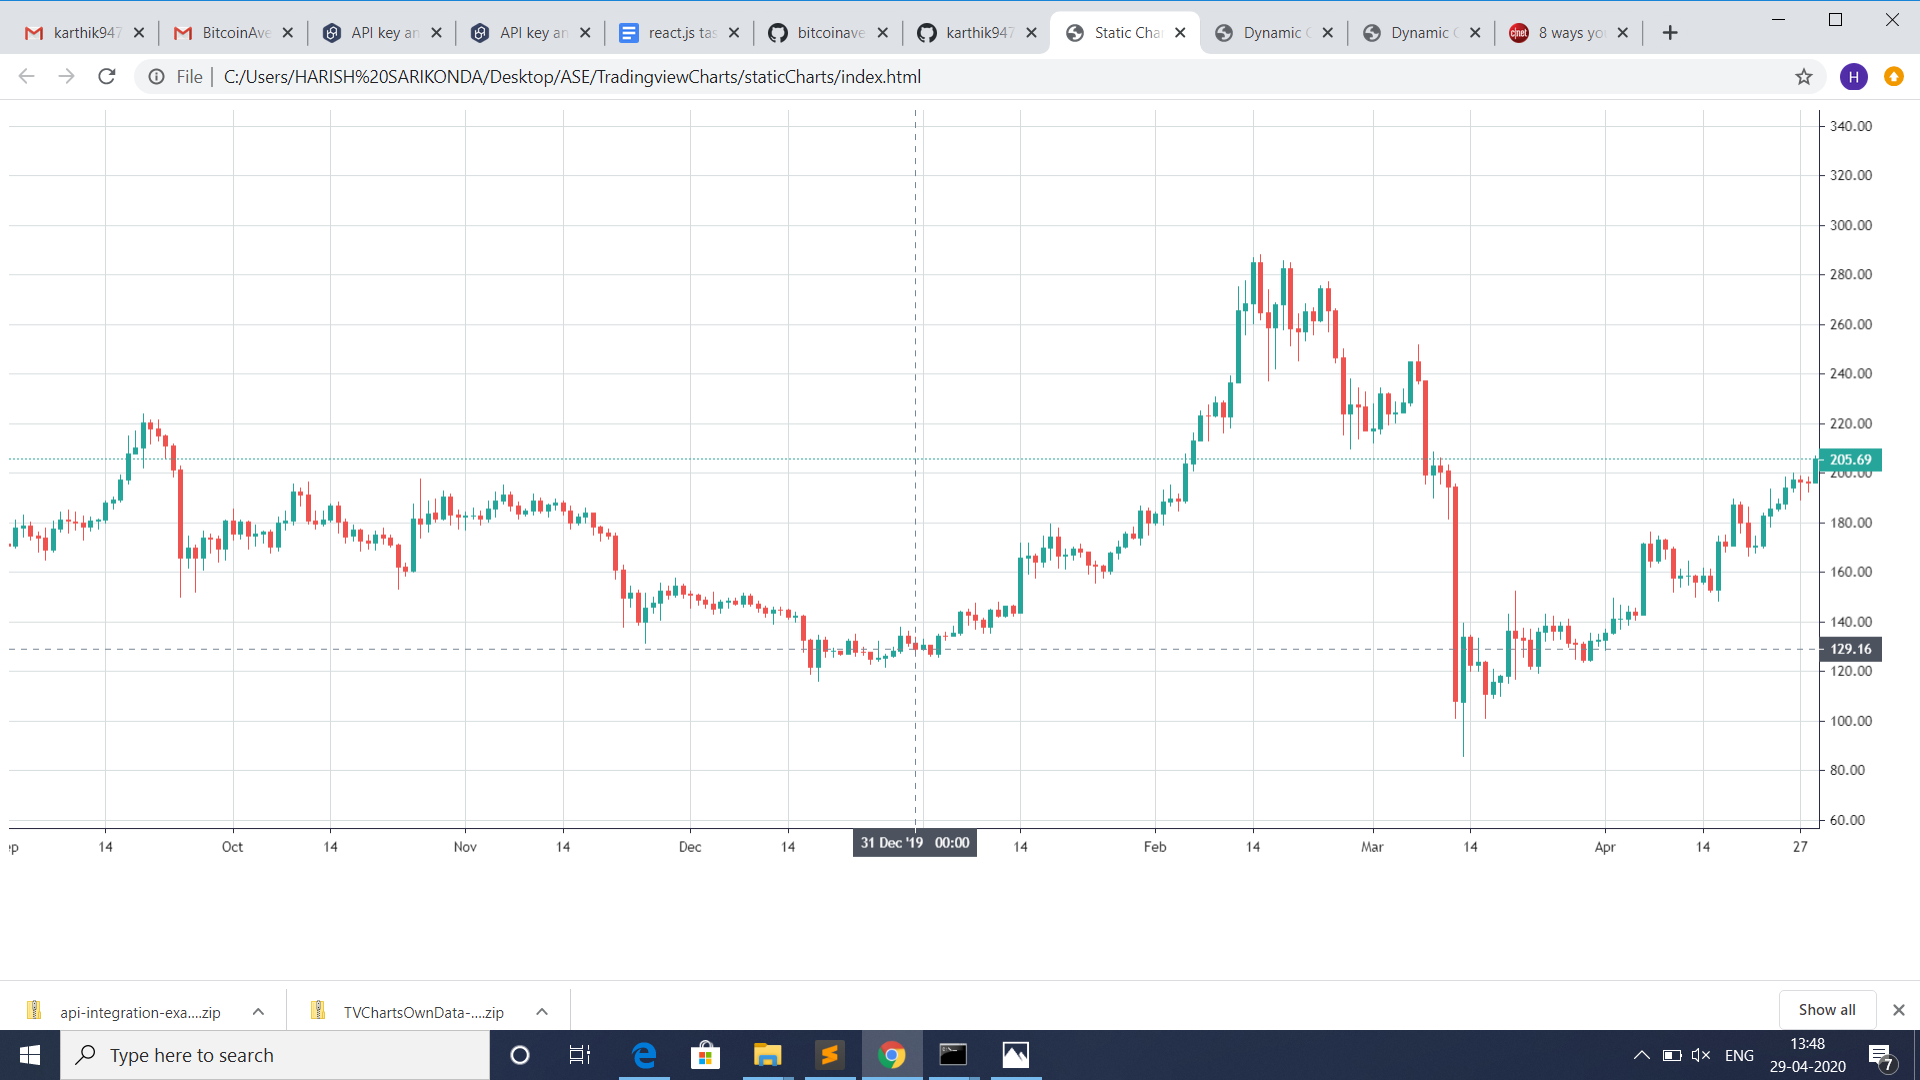 karthik947
BitcoinAve
API key an
API key an
react.js tas
bitcoinave
karthik947
Static Cha
Dynamic C
Dynamic C
cnet 8 ways yo
File C:/Users/HARISH%20SARIKONDA/Desktop/ASE/TradingviewCharts/staticCharts/index.html
H
340.00
320.00
300.00
280.00
260.00
240.00
220.00
205.69
200.00
180.00
160.00
140.00
129.16
120.00
100.00
80.00
60.00
ep 14 Oct 14 Nov 14 Dec 14 31 Dec '19 00:00 14 Feb 14 Mar 14 Apr 14 27
api-integration-exa....zip
TVChartsOwnData-....zip
Show all
Type here to search
ENG
13:48
29-04-2020
7